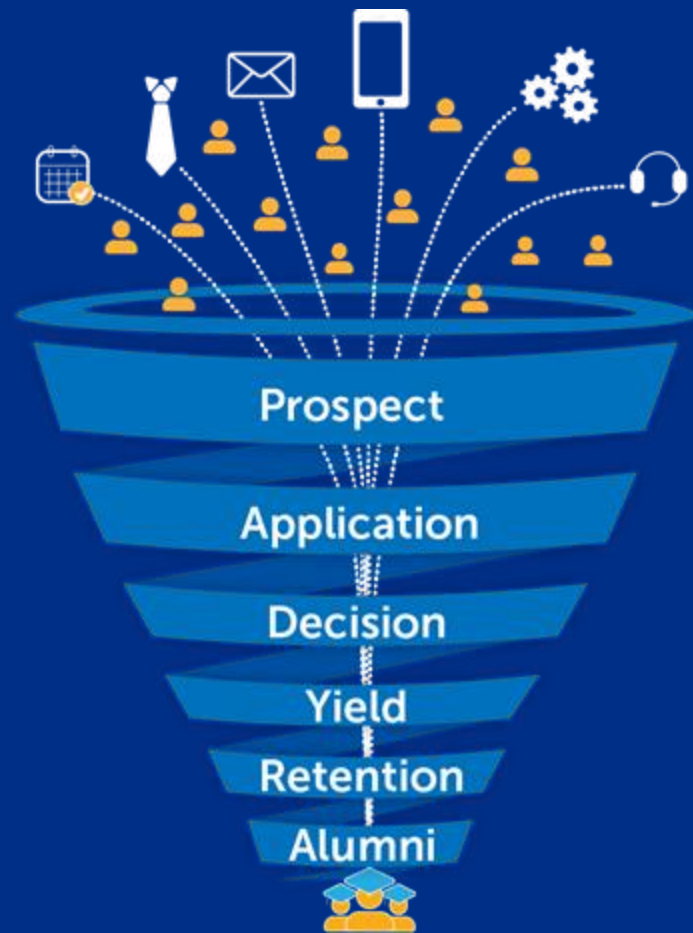 Prospect
Application
Decision
Yield
Retention
Alumni